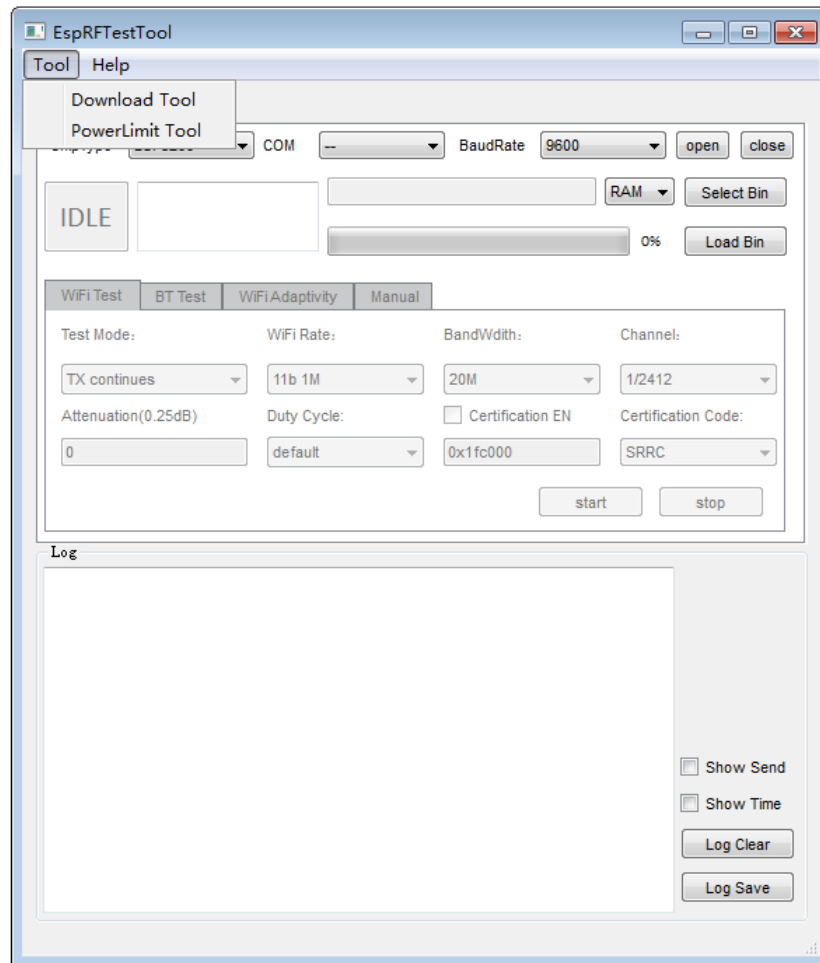 EspRFTestTool
Tool Help
Download Tool
PowerLimit Tool
COM -- BaudRate 9600 open close
IDLE RAM Select Bin
0% Load Bin
WiFi Test BT Test WiFi Adaptivity Manual
Test Mode: WiFi Rate: BandWdith: Channel:
TX continues 11b 1M 20M 1/2412
Attenuation(0.25dB) Duty Cycle: Certification EN Certification Code:
0 default 0x1fc000 SRRC
start stop
Log
Show Send
Show Time
Log Clear
Log Save